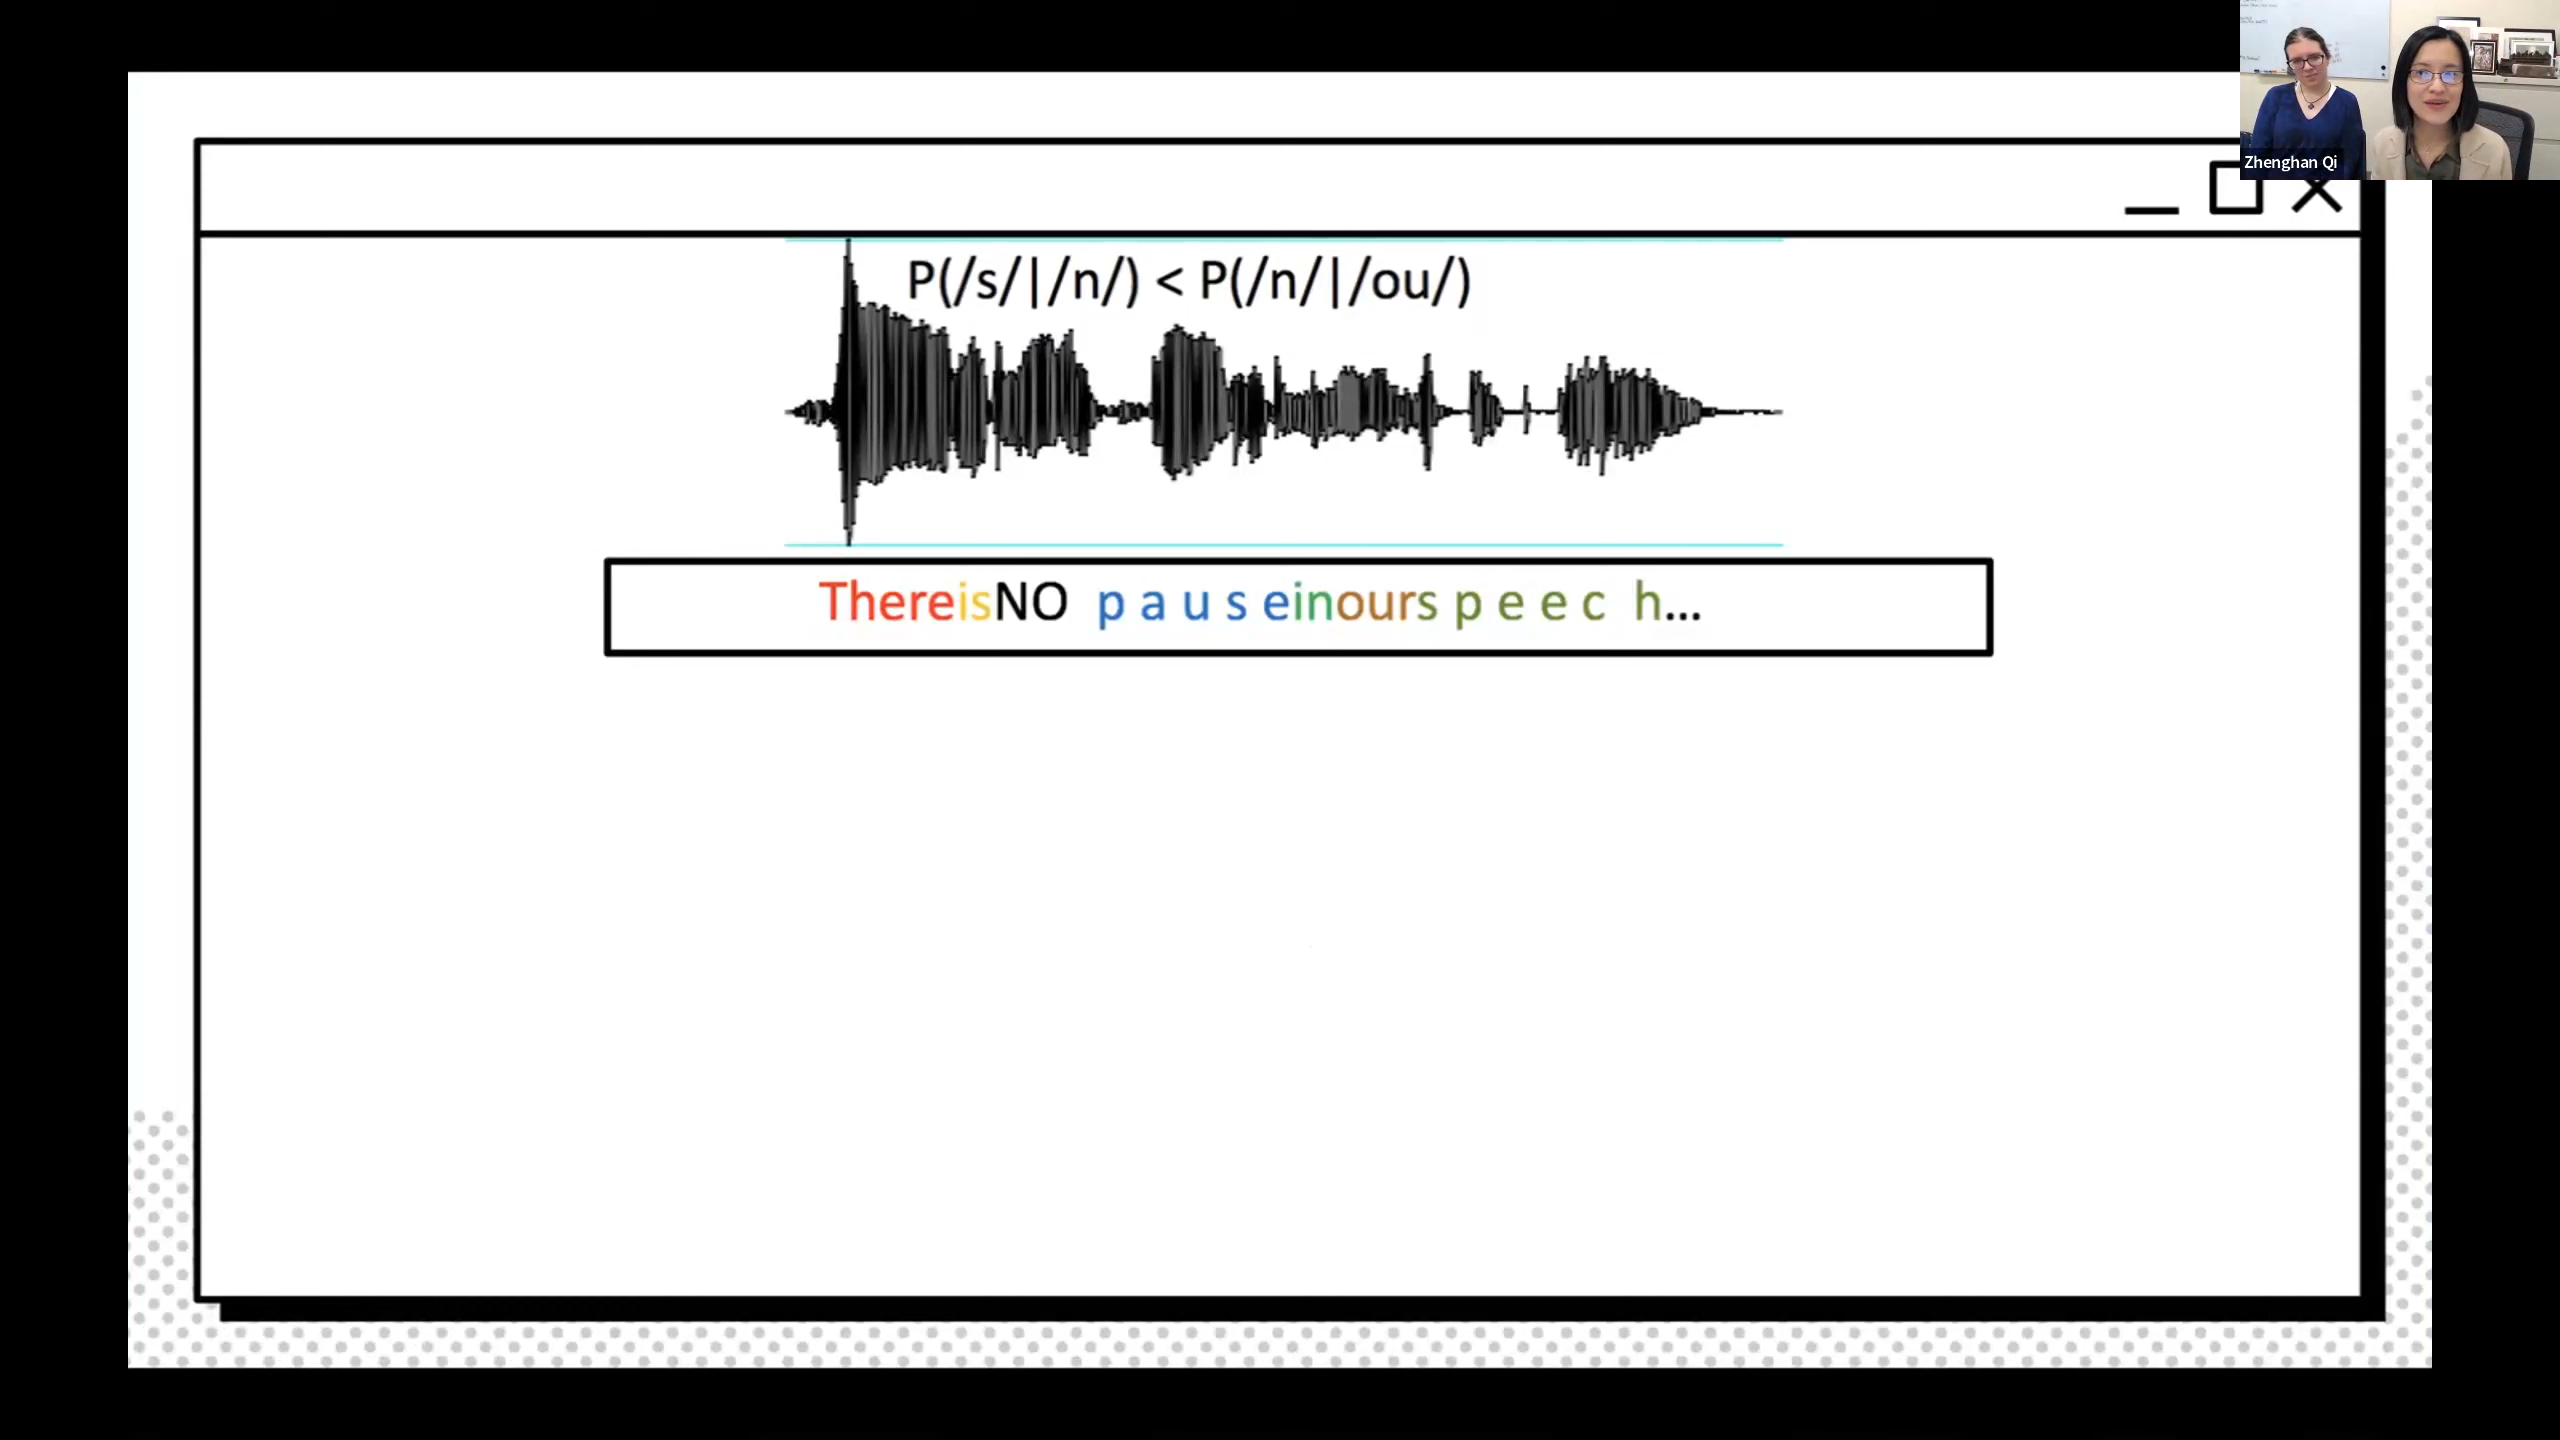 Zhenghan Qi
P(/s/|/n/) < P(/n/|/ou/)
ThereisNO p a u s einours p e e c h...